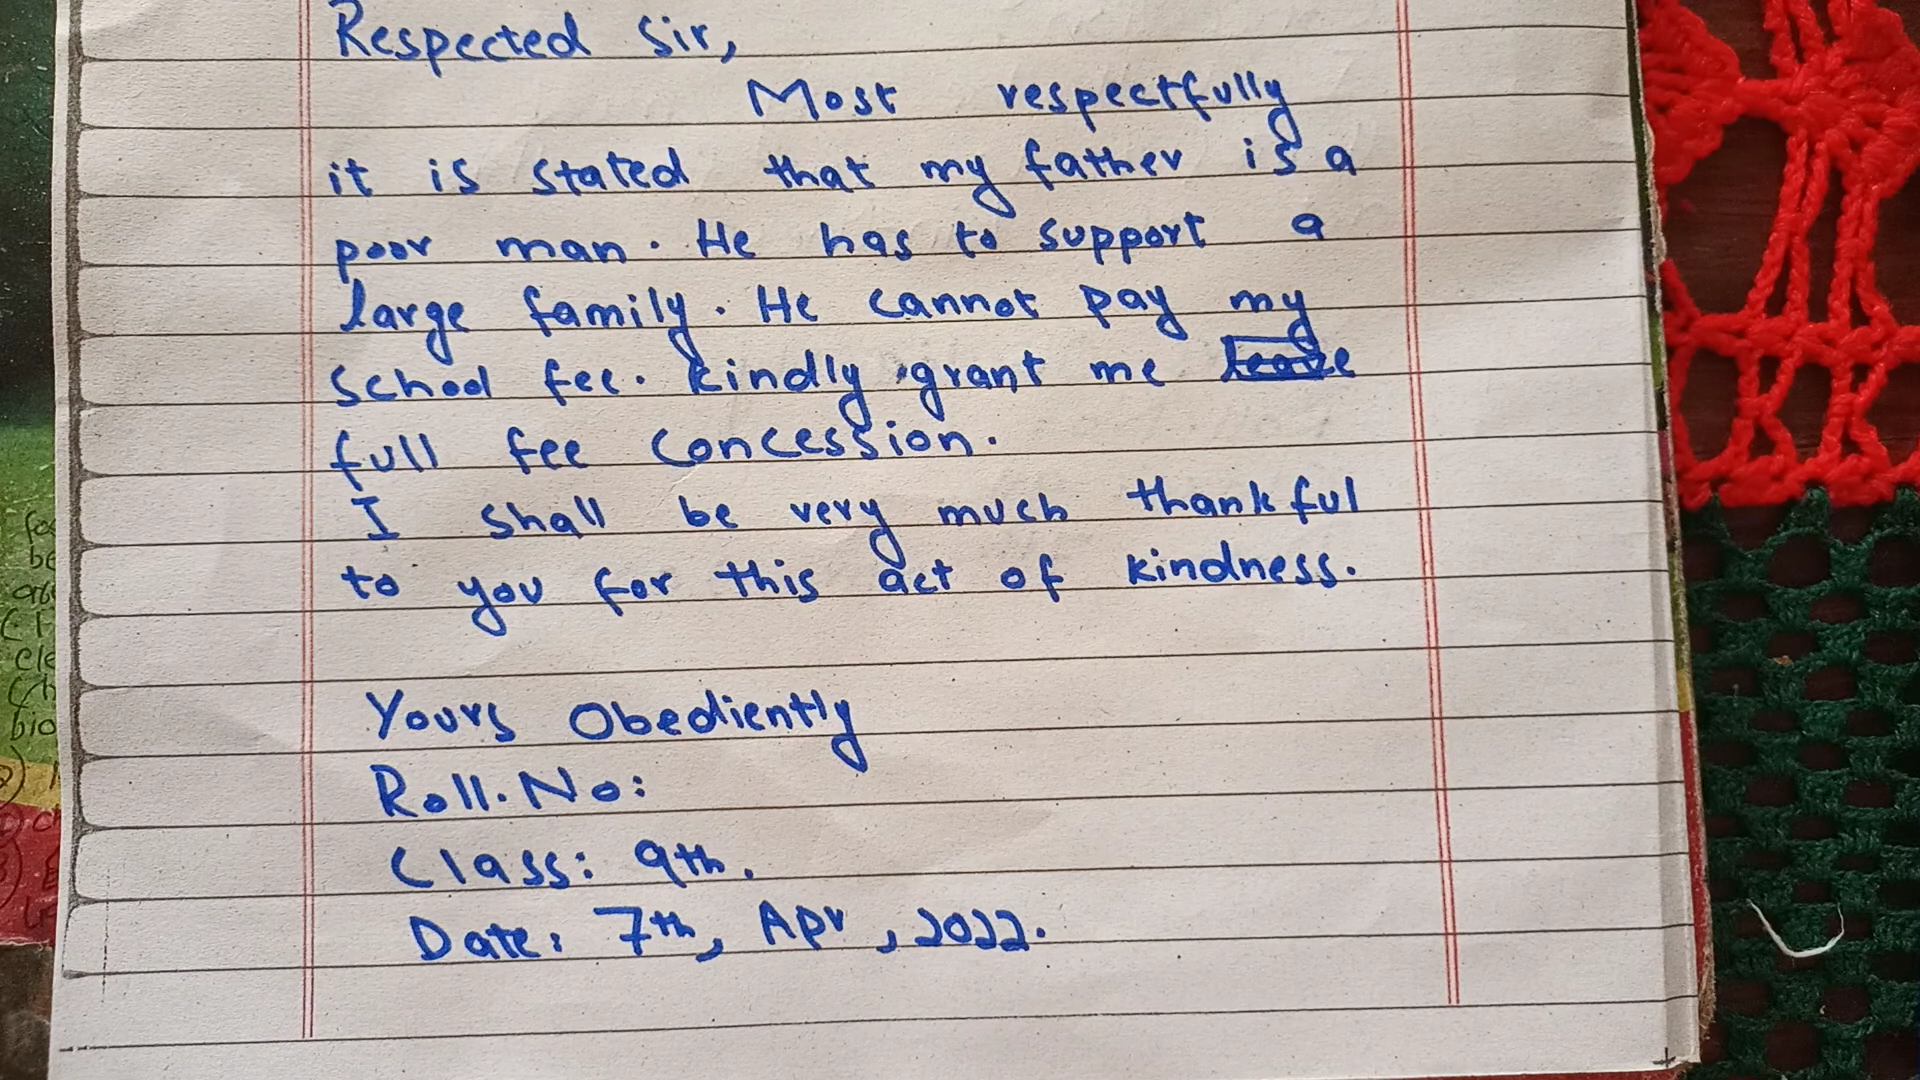 Respected Sir,
Most respectfully
it is stated that my father is a
poor man. He has to support a
large family. He cannot pay my
School fee. kindly grant me
full fee Concession.
I shall be very much thankful
to you for this act of kindness.
Yours Obediently
Roll.No:
Class: 9th.
Date: 7th, Apr, 2022.